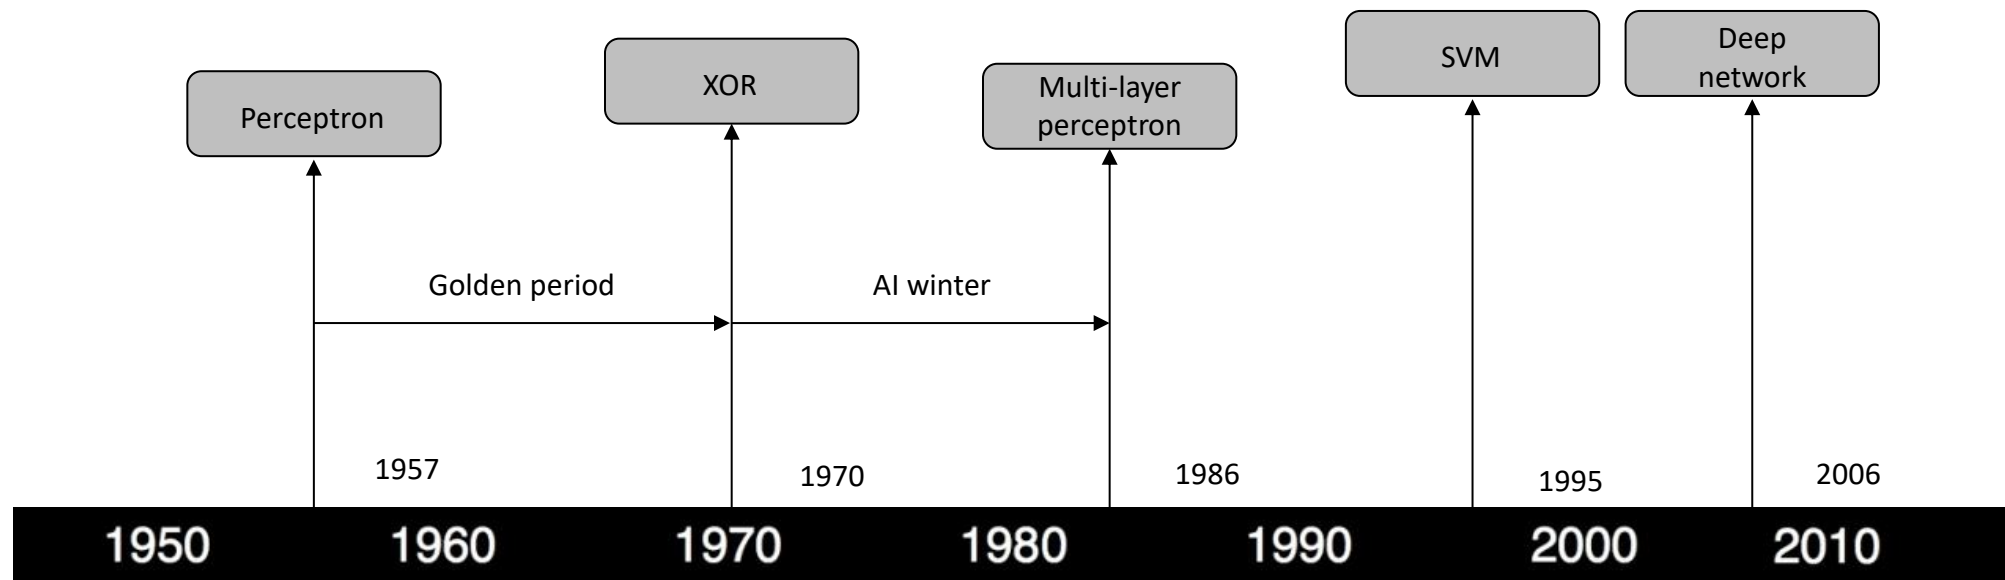 Perceptron
XOR
Multi-layer
perceptron
SVM
Deep
network
Golden period
AI winter
1957
1970
1986
1995
2006
1950 1960 1970 1980 1990 2000 2010